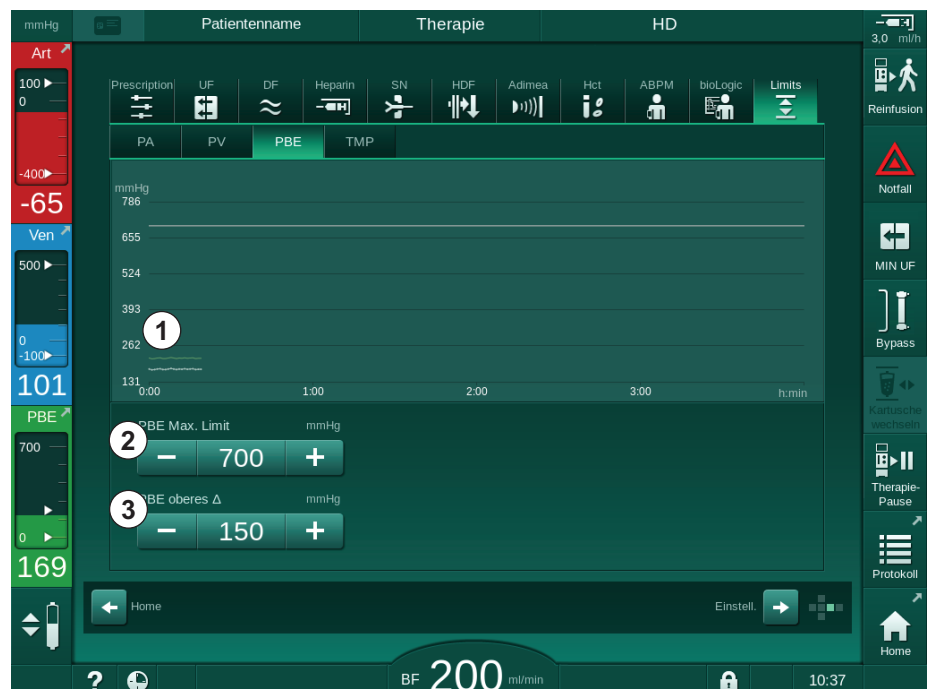 mmHg
Patientenname
Therapie
HD
3,0 ml/h
Art
100
0
-400
-65
Ven
500
0
-100
101
PBE
700
0
169
Prescription
UF
DF
Heparin
SN
HDF
Adimea
Hct
ABPM
bioLogic
Limits
PA
PV
PBE
TMP
mmHg
786
655
524
393
262
131
0:00
1:00
2:00
3:00
h:min
1
2
PBE Max. Limit
mmHg
− 700 +
3
PBE oberes Δ
mmHg
− 150 +
Home
Einstell.
Reinfusion
Notfall
MIN UF
Bypass
Kartusche
wechseln
Therapie-
Pause
Protokoll
Home
?
BF 200 ml/min
10:37